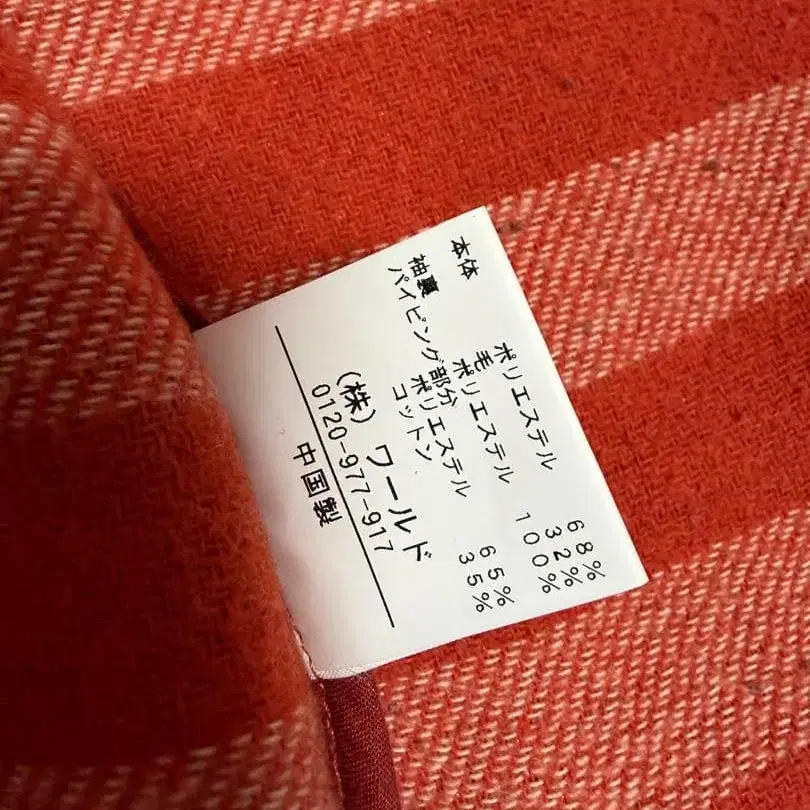 本体 ポリエステル 68%
毛 32%
袖裏 ポリエステル 100%
パイピング部分 ポリエステル 65%
コットン 35%
（株）ワールド
0120-977-917
中国製